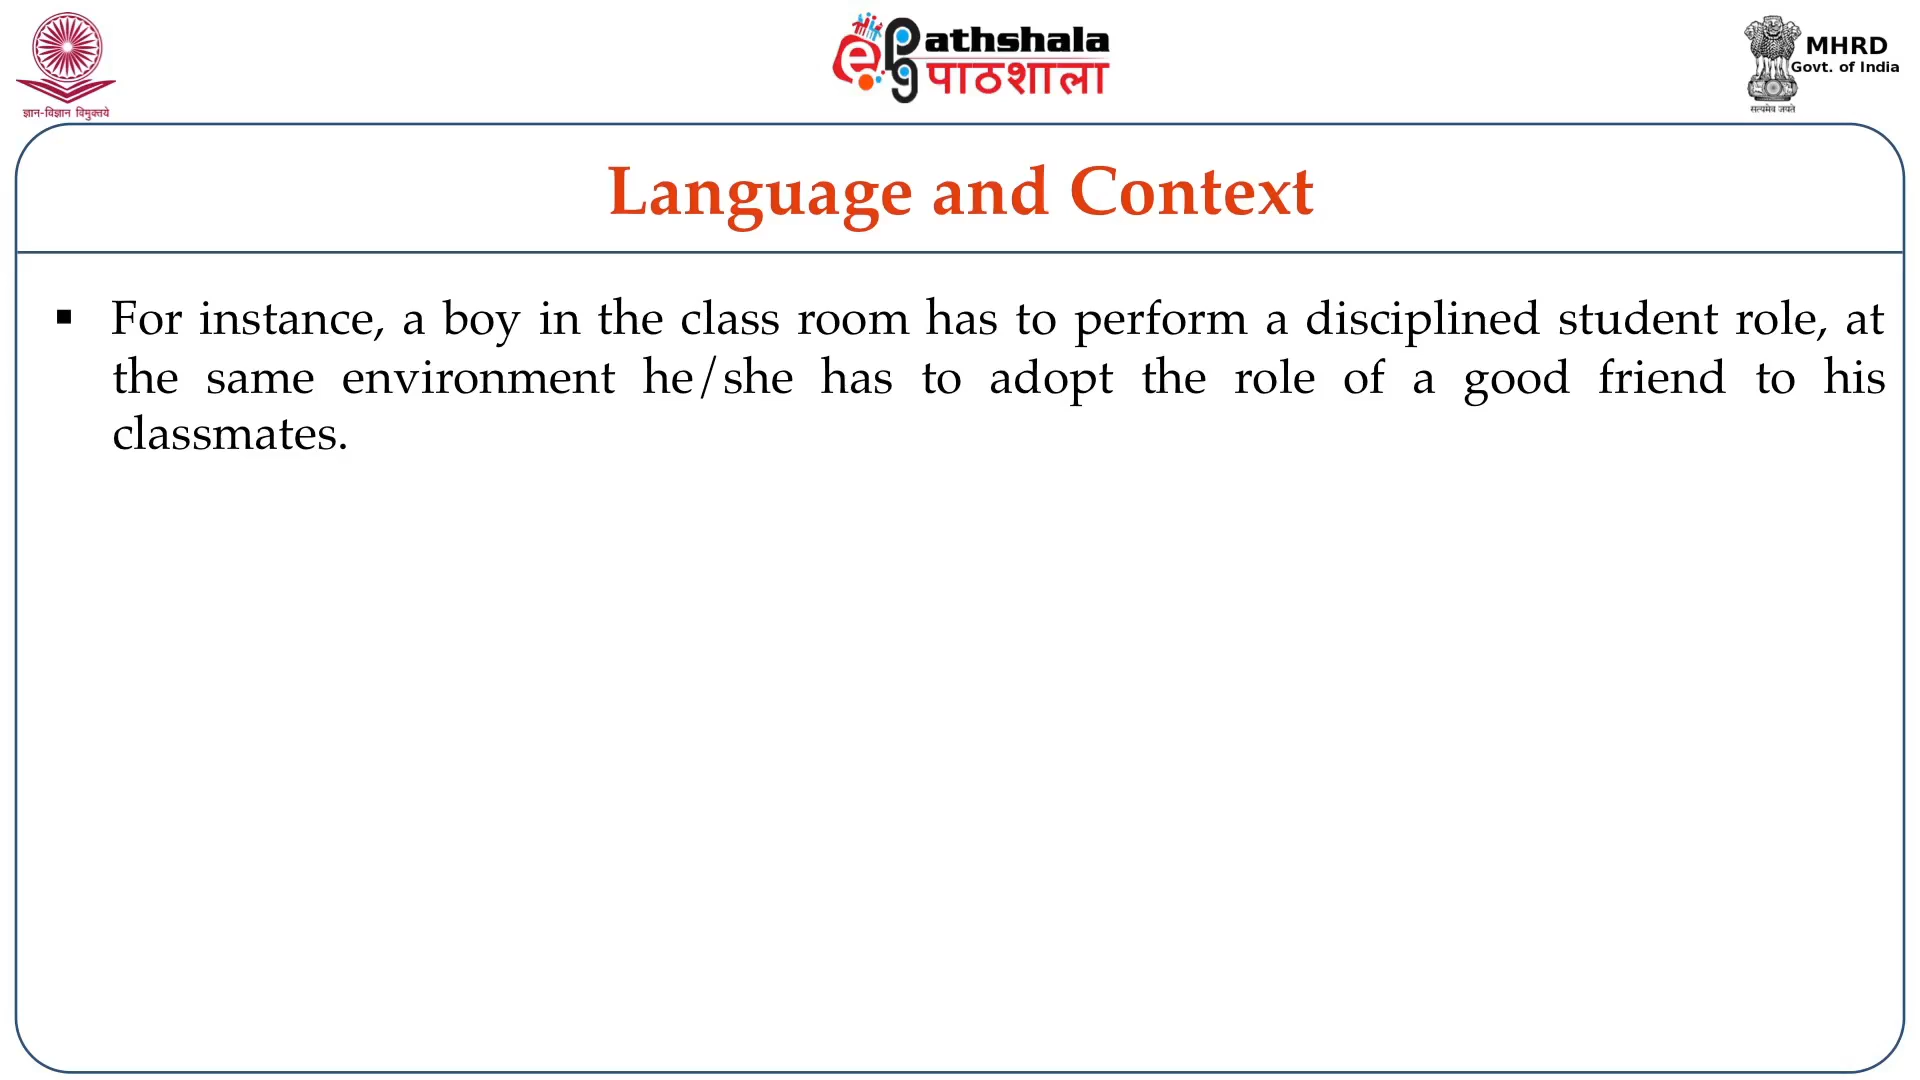 ज्ञान-विज्ञान विमुक्तये
ePG Pathshala
पाठशाला
MHRD
Govt. of India
सत्यमेव जयते
Language and Context
▪ For instance, a boy in the class room has to perform a disciplined student role, at
the same environment he/she has to adopt the role of a good friend to his
classmates.